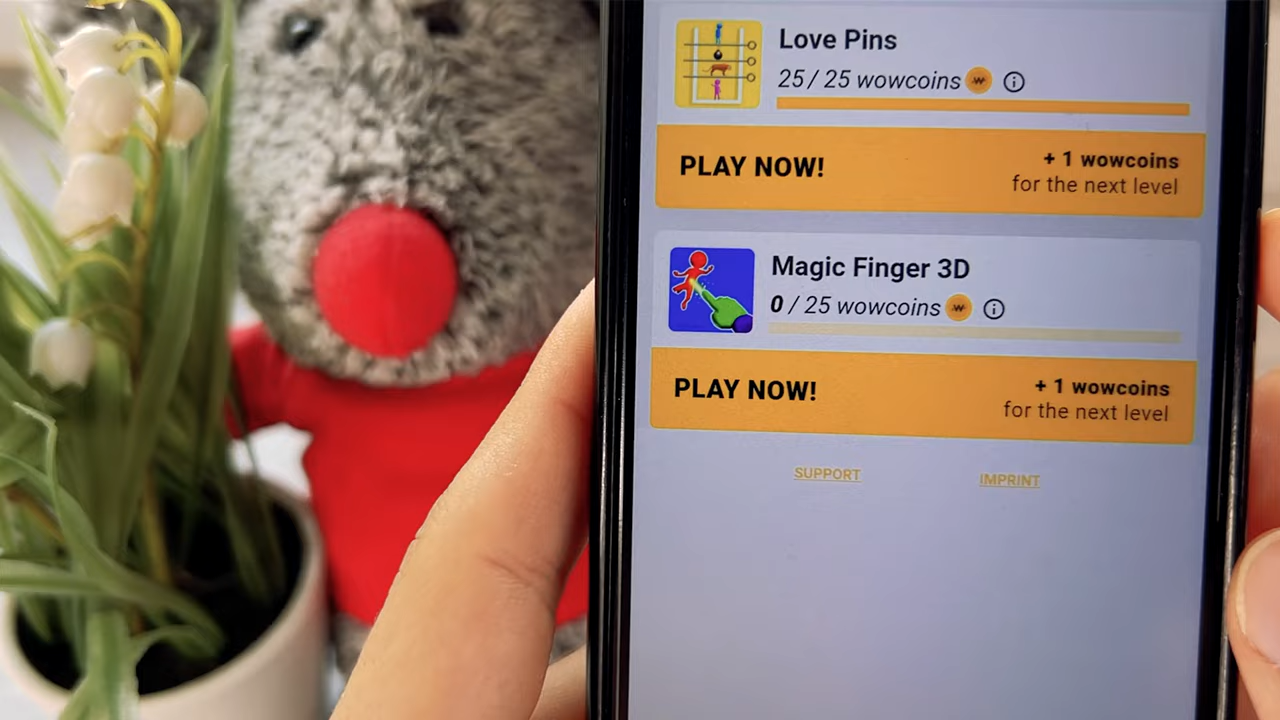 Love Pins
25 / 25 wowcoins
PLAY NOW!
+ 1 wowcoins
for the next level
Magic Finger 3D
0 / 25 wowcoins
PLAY NOW!
+ 1 wowcoins
for the next level
SUPPORT IMPRINT